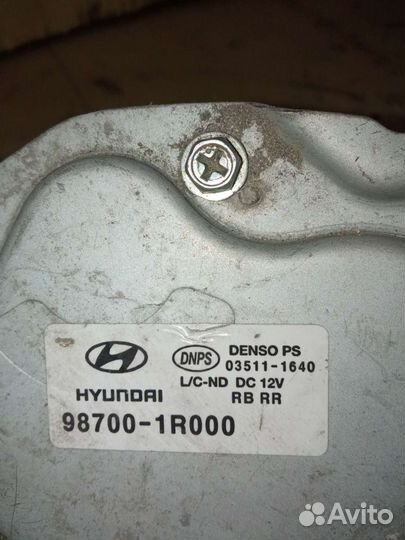 DNPS DENSO PS
03511-1640
L/C-ND DC 12V
HYUNDAI RB RR
98700-1R000
Avito